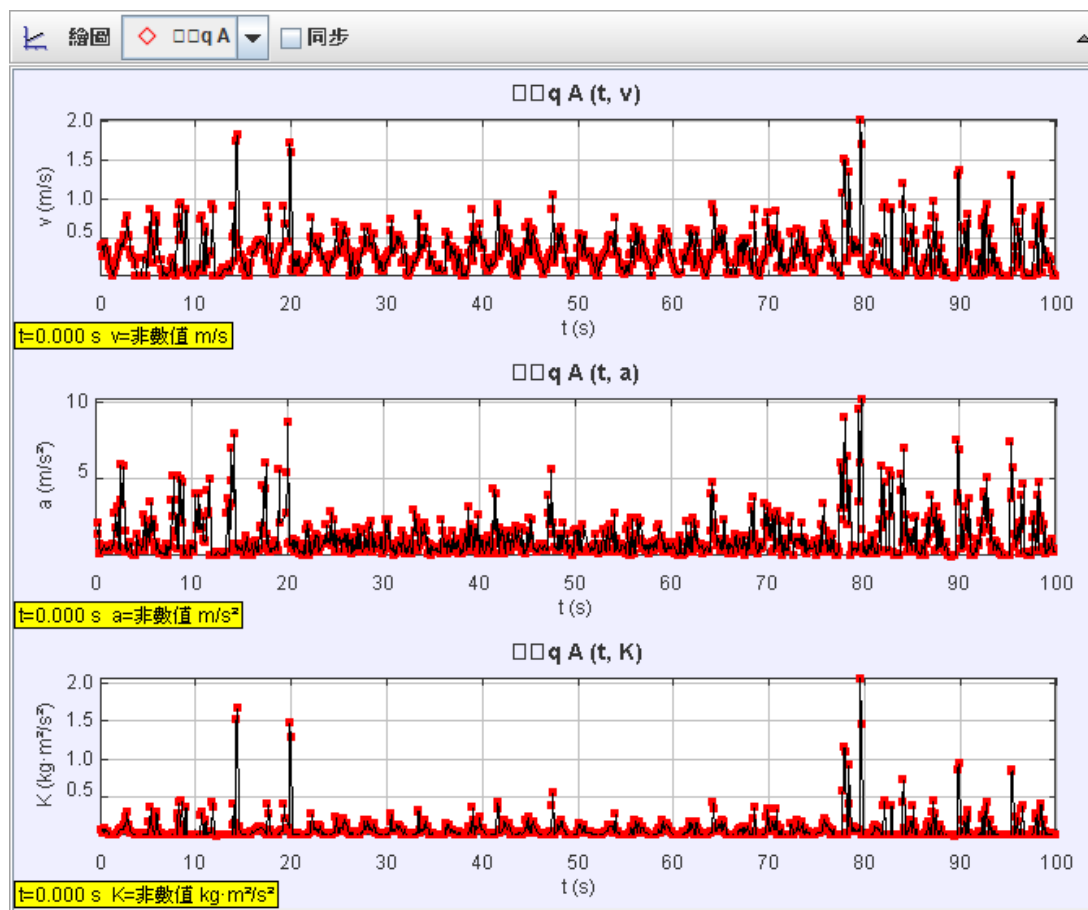 繪圖 □□q A 同步
□□q A (t, v)
2.0
1.5
1.0
0.5
v (m/s)
0 10 20 30 40 50 60 70 80 90 100
t (s)
t=0.000 s v=非數值 m/s
□□q A (t, a)
10
5
a (m/s²)
0 10 20 30 40 50 60 70 80 90 100
t (s)
t=0.000 s a=非數值 m/s²
□□q A (t, K)
2.0
1.5
1.0
0.5
K (kg·m²/s²)
0 10 20 30 40 50 60 70 80 90 100
t (s)
t=0.000 s K=非數值 kg·m²/s²